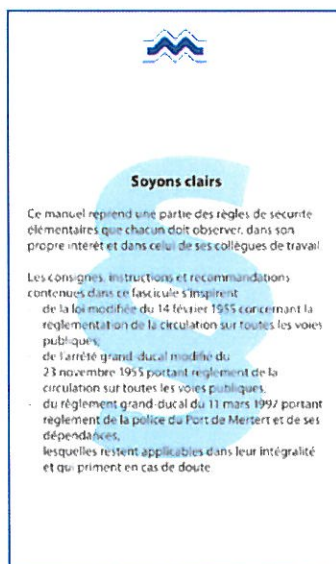 Soyons clairs
Ce manuel reprend une partie des règles de sécurité
élémentaires que chacun doit observer, dans son
propre intérêt et dans celui de ses collègues de travail
Les consignes, instructions et recommandations
contenues dans ce fascicule s'inspirent
de la loi modifiée du 14 février 1955 concernant la
réglementation de la circulation sur toutes les voies
publiques;
de l'arrêté grand-ducal modifié du
23 novembre 1955 portant règlement de la
circulation sur toutes les voies publiques,
- du règlement grand-ducal du 11 mars 1997 portant
règlement de la police du Port de Mertert et de ses
dépendances,
lesquelles restent applicables dans leur intégralité
et qui priment en cas de doute